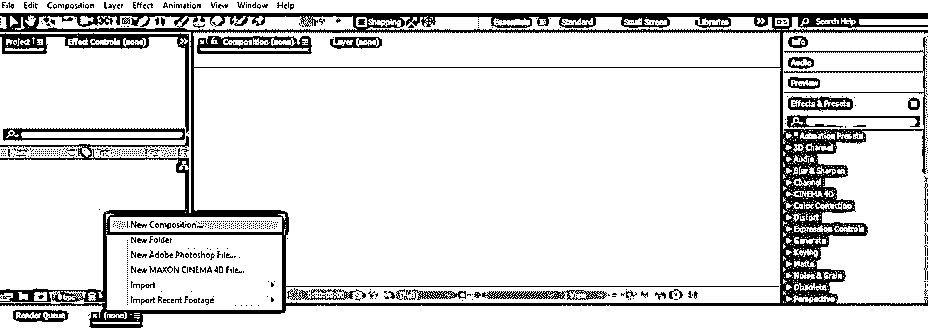 File Edit Composition Layer Effect Animation View Window Help
Snapping Essentials Standard Small Screen Libraries Search Help
Project Effect Controls (none) Composition (none) Layer (none)
Info
Audio
Preview
Effects & Presets
Animation Presets
3D Channel
Audio
Blur & Sharpen
Channel
CINEMA 4D
Color Correction
Distort
Expression Controls
Generate
Keying
Matte
Noise & Grain
Obsolete
Perspective
New Composition...
New Folder
New Adobe Photoshop File...
New MAXON CINEMA 4D File...
Import
Import Recent Footage
Render Queue (none)